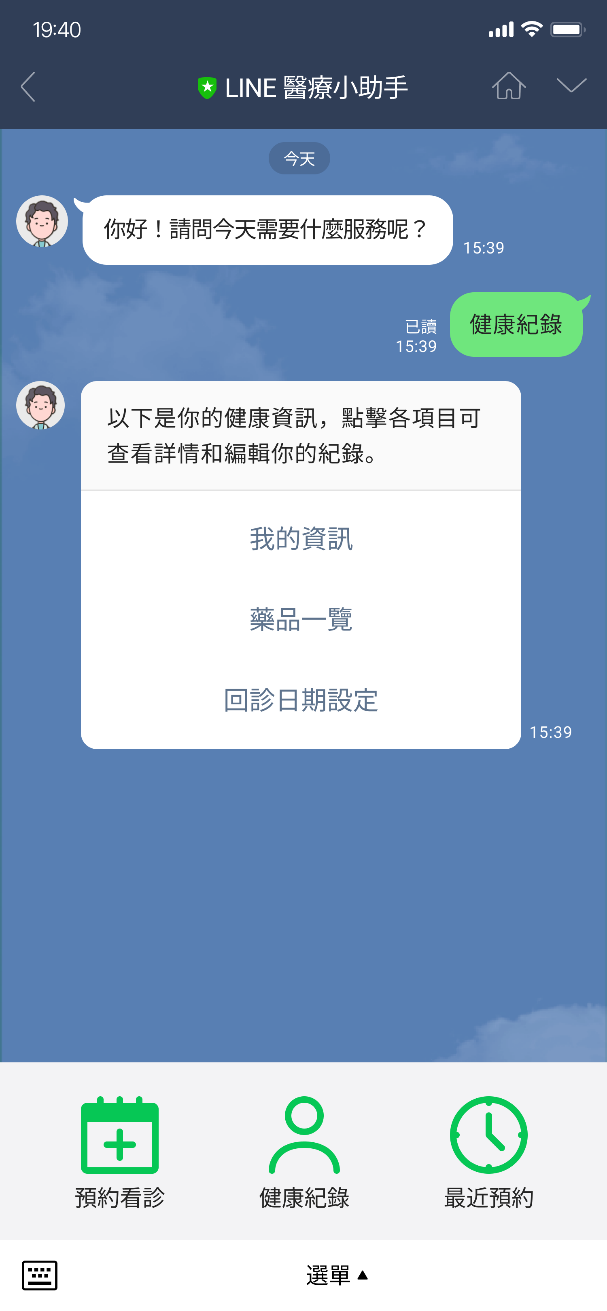 19:40
LINE 醫療小助手
今天
你好！請問今天需要什麼服務呢？
15:39
健康紀錄
已讀
15:39
以下是你的健康資訊，點擊各項目可
查看詳情和編輯你的紀錄。
我的資訊
藥品一覽
回診日期設定
15:39
預約看診
健康紀錄
最近預約
選單▲